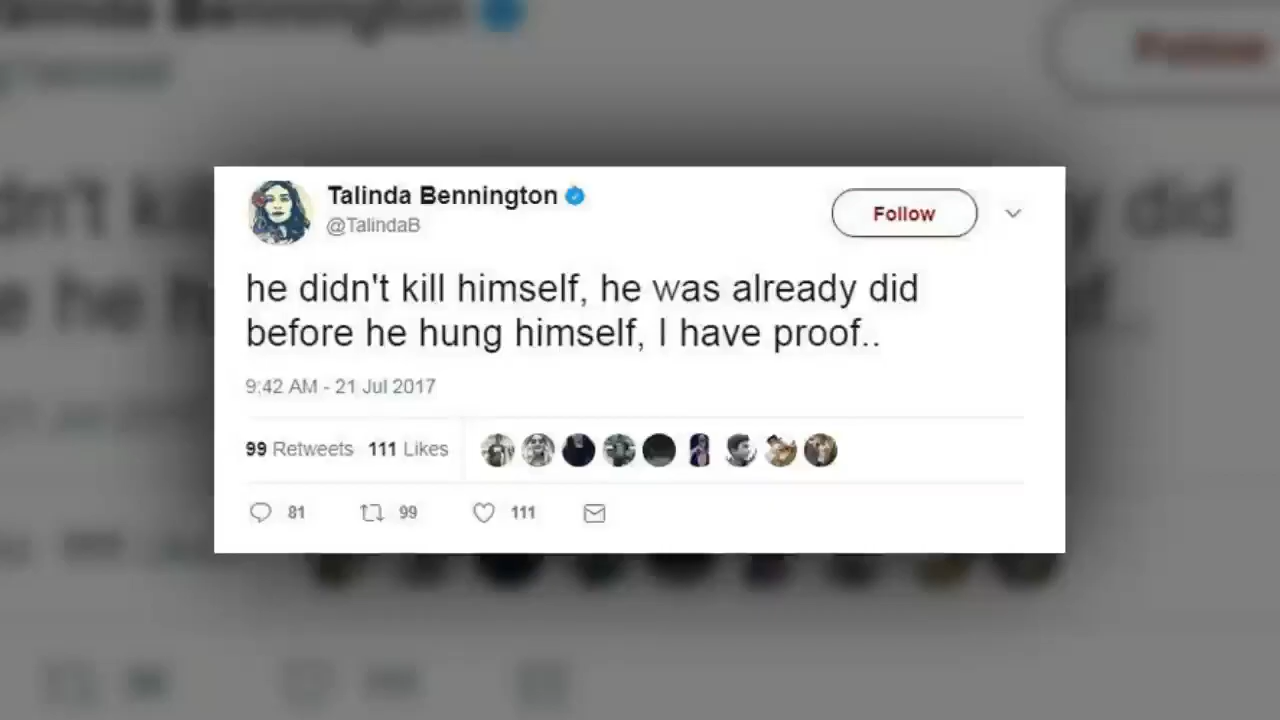 Talinda Bennington
@TalindaB
Follow
he didn't kill himself, he was already did
before he hung himself, I have proof..
9:42 AM - 21 Jul 2017
99 Retweets 111 Likes
81 99 111